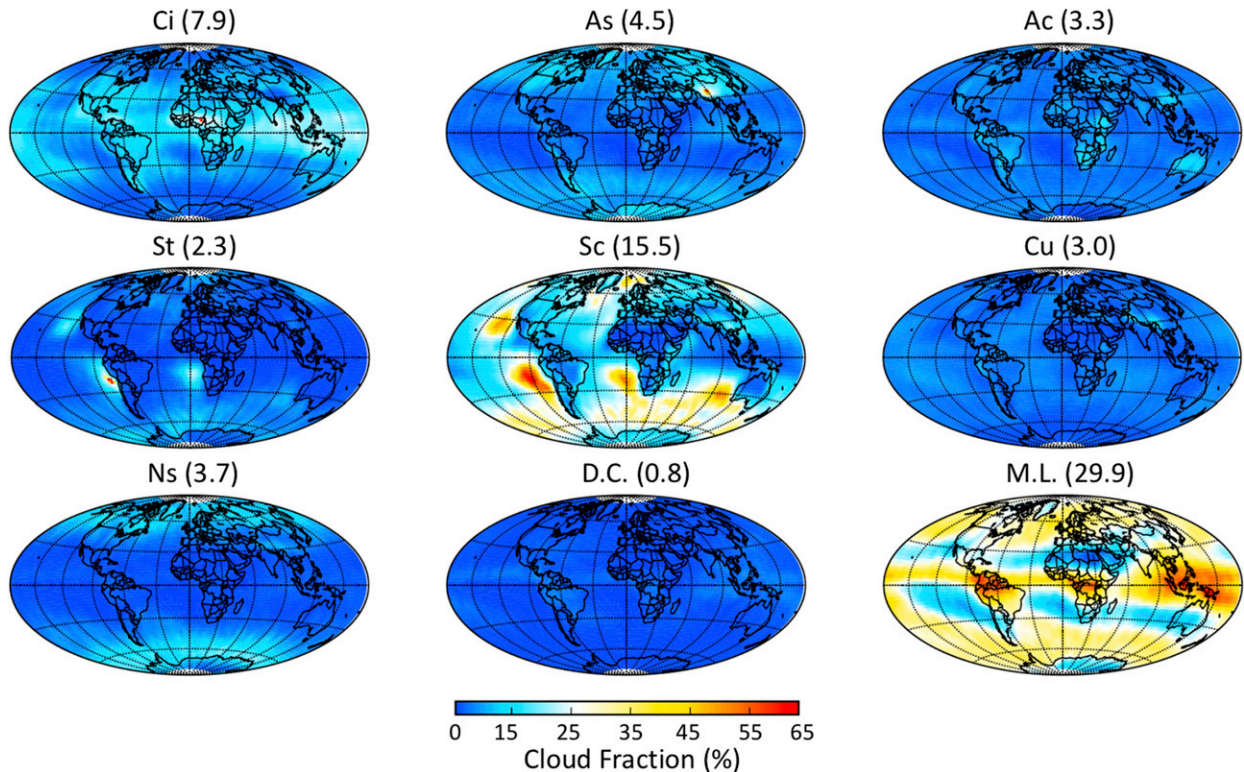 Ci (7.9) As (4.5) Ac (3.3)
St (2.3) Sc (15.5) Cu (3.0)
Ns (3.7) D.C. (0.8) M.L. (29.9)
0 15 25 35 45 65
Cloud Fraction (%)